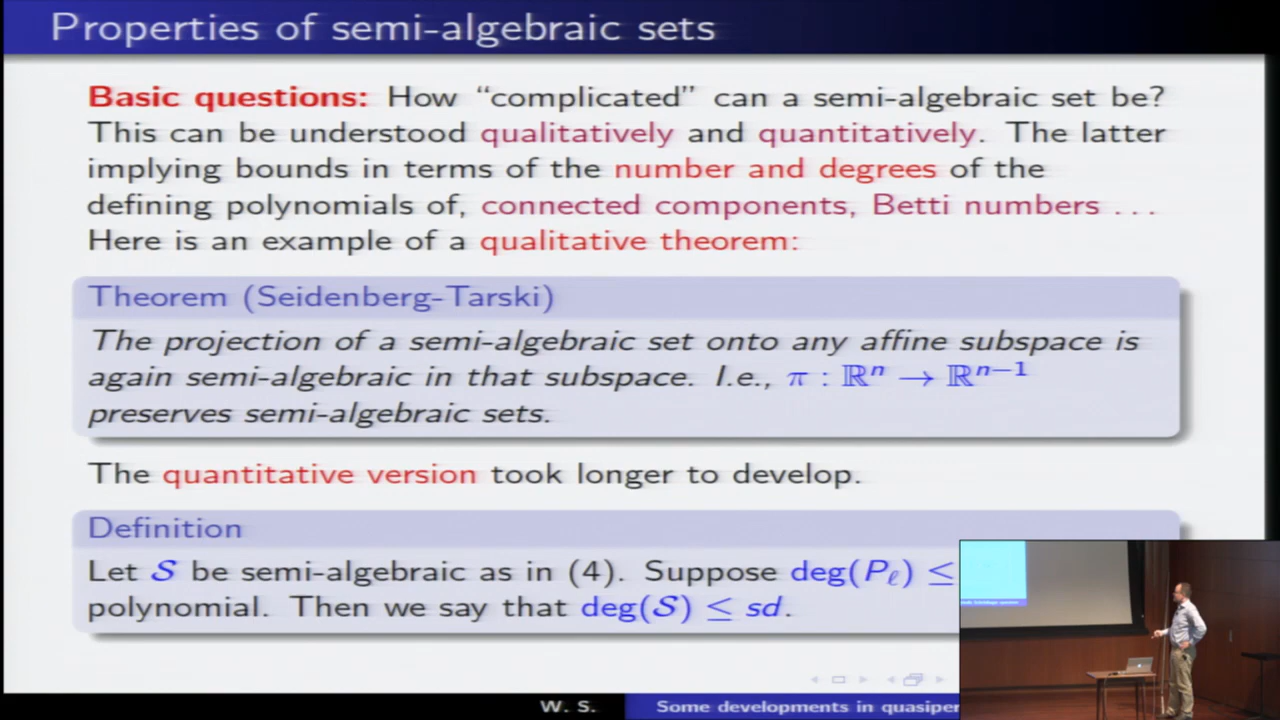 Properties of semi-algebraic sets
Basic questions: How “complicated” can a semi-algebraic set be?
This can be understood qualitatively and quantitatively. The latter
implying bounds in terms of the number and degrees of the
defining polynomials of, connected components, Betti numbers . . .
Here is an example of a qualitative theorem:
Theorem (Seidenberg-Tarski)
The projection of a semi-algebraic set onto any affine subspace is
again semi-algebraic in that subspace. I.e., π : ℝⁿ → ℝⁿ⁻¹
preserves semi-algebraic sets.
The quantitative version took longer to develop.
Definition
Let 𝒮 be semi-algebraic as in (4). Suppose deg(P_ℓ) ≤
polynomial. Then we say that deg(𝒮) ≤ sd.
W. S.
Some developments in quasiper